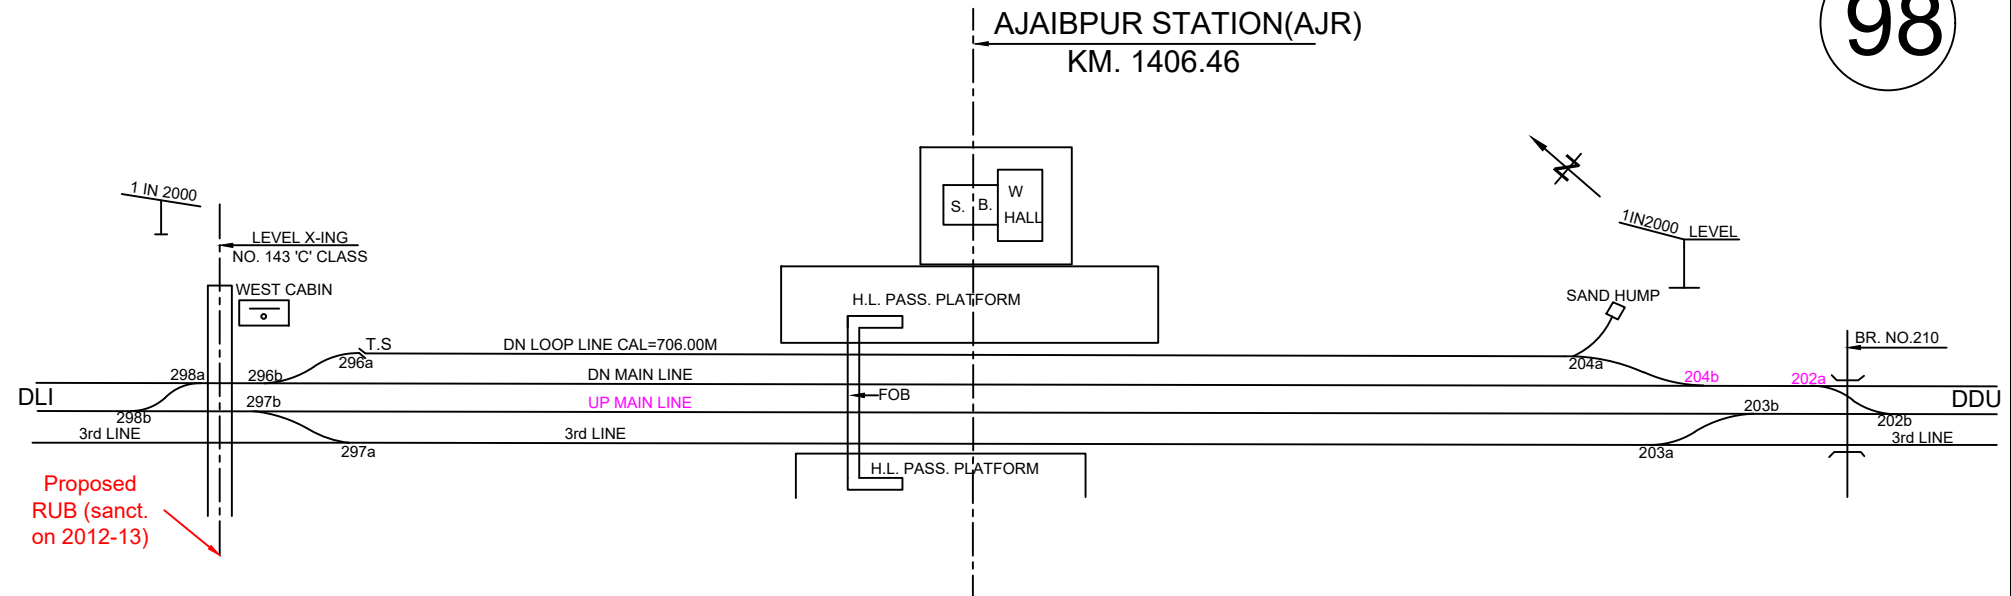 AJAIBPUR STATION(AJR)
KM. 1406.46
98
1 IN 2000
LEVEL X-ING
NO. 143 'C' CLASS
WEST CABIN
S. B.
W
HALL
N
1IN2000 LEVEL
H.L. PASS. PLATFORM
SAND HUMP
BR. NO.210
T.S
DN LOOP LINE CAL=706.00M
296a
204a
298a
296b
DN MAIN LINE
204b
202a
DLI
297b
UP MAIN LINE
FOB
203b
DDU
298b
202b
3rd LINE
3rd LINE
3rd LINE
297a
203a
H.L. PASS. PLATFORM
Proposed
RUB (sanct.
on 2012-13)